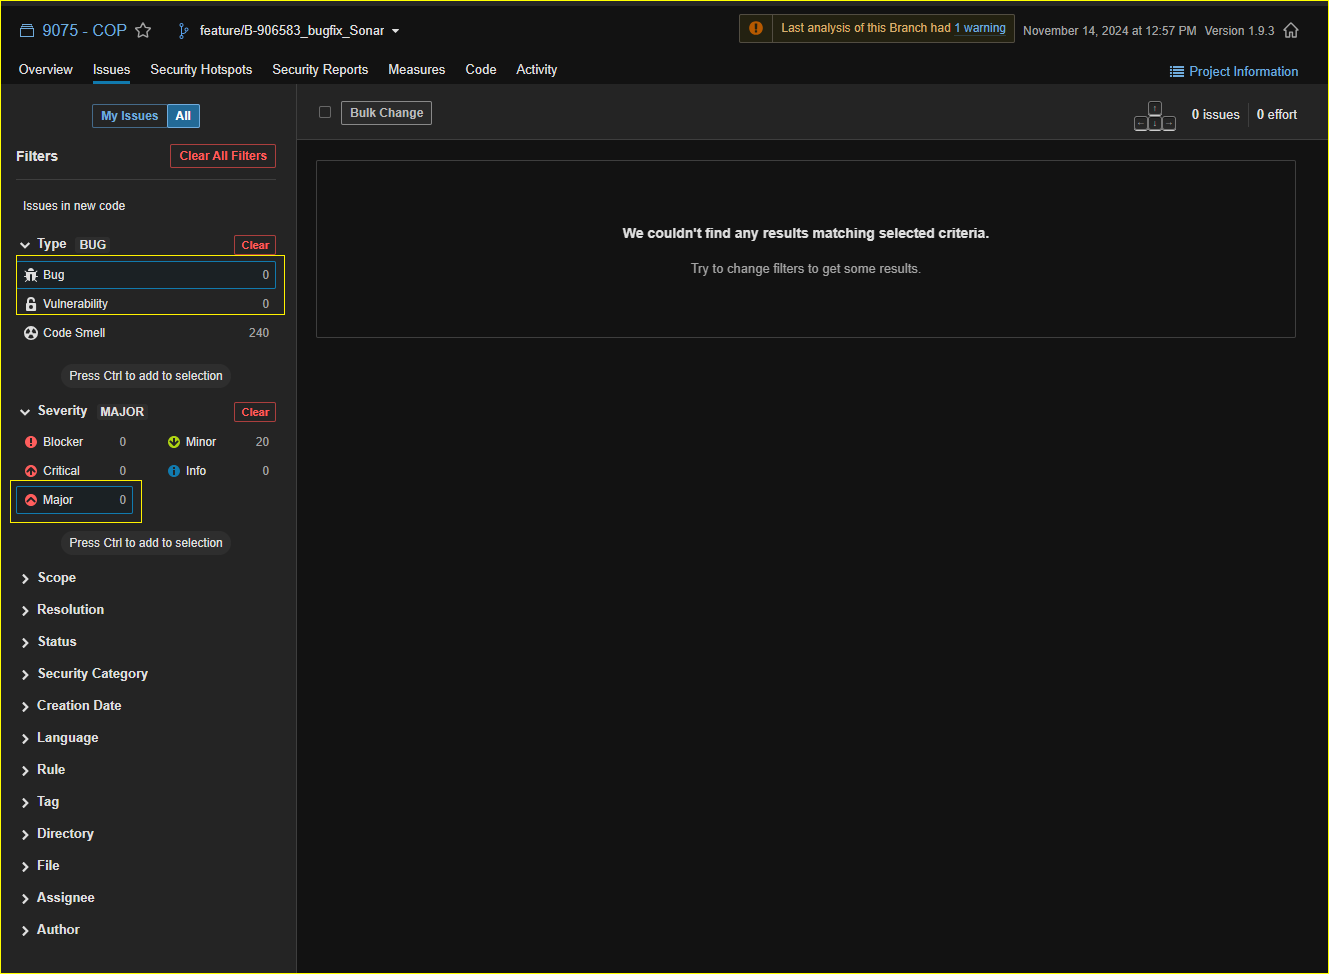 9075 - COP
feature/B-906583_bugfix_Sonar
Last analysis of this Branch had 1 warning
November 14, 2024 at 12:57 PM Version 1.9.3
Overview Issues Security Hotspots Security Reports Measures Code Activity
Project Information
My Issues All
Bulk Change
0 issues 0 effort
Filters
Clear All Filters
Issues in new code
Type BUG Clear
Bug 0
Vulnerability 0
Code Smell 240
Press Ctrl to add to selection
Severity MAJOR Clear
Blocker 0 Minor 20
Critical 0 Info 0
Major 0
Press Ctrl to add to selection
Scope
Resolution
Status
Security Category
Creation Date
Language
Rule
Tag
Directory
File
Assignee
Author
We couldn't find any results matching selected criteria.
Try to change filters to get some results.